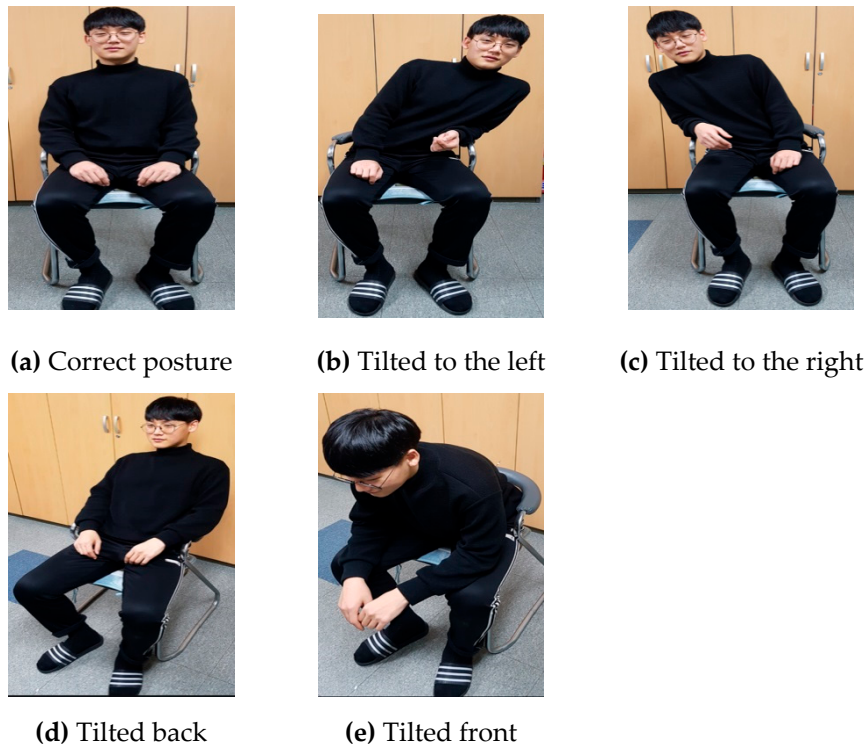 (a) Correct posture
(b) Tilted to the left
(c) Tilted to the right
(d) Tilted back
(e) Tilted front